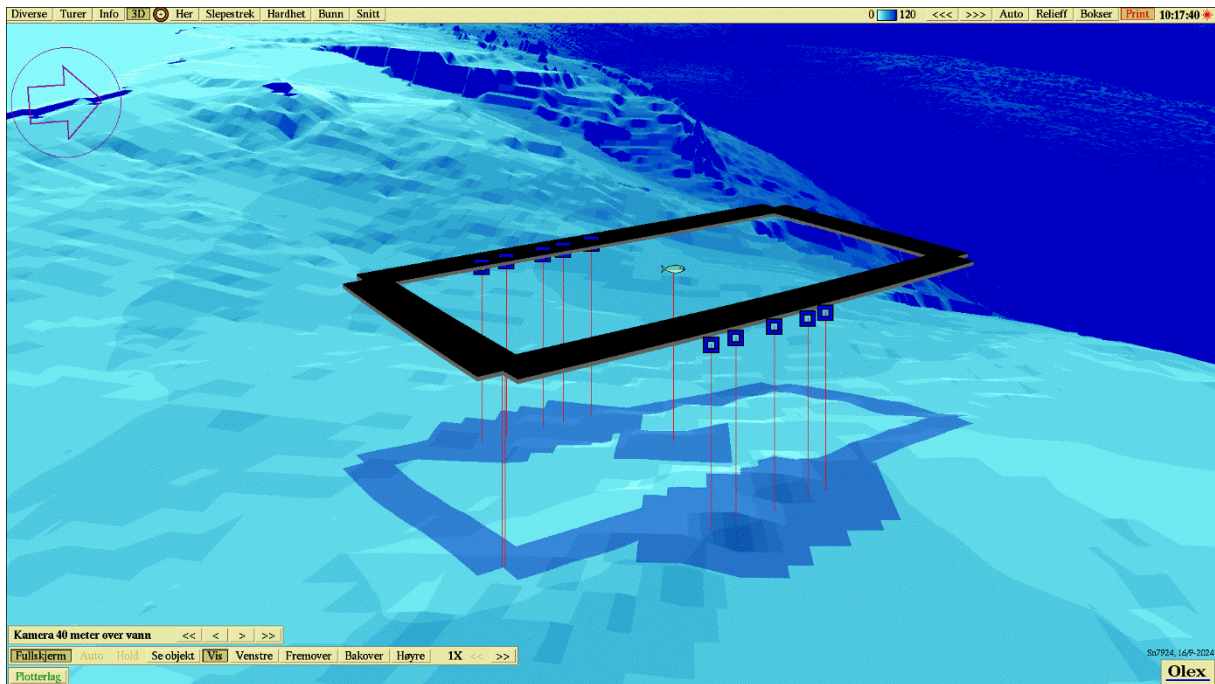 Diverse Turer Info 3D Her Slepestrek Hardhet Bunn Snitt 0 120 <<< >>> Auto Relieff Bokser Print 10:17:40
Kamera 40 meter over vann << < > >>
Fullskjerm Auto Hold Se objekt Vis Venstre Fremover Bakover Høyre 1X << >>
Sn7924, 16/9-2024
Plotterlag
Olex